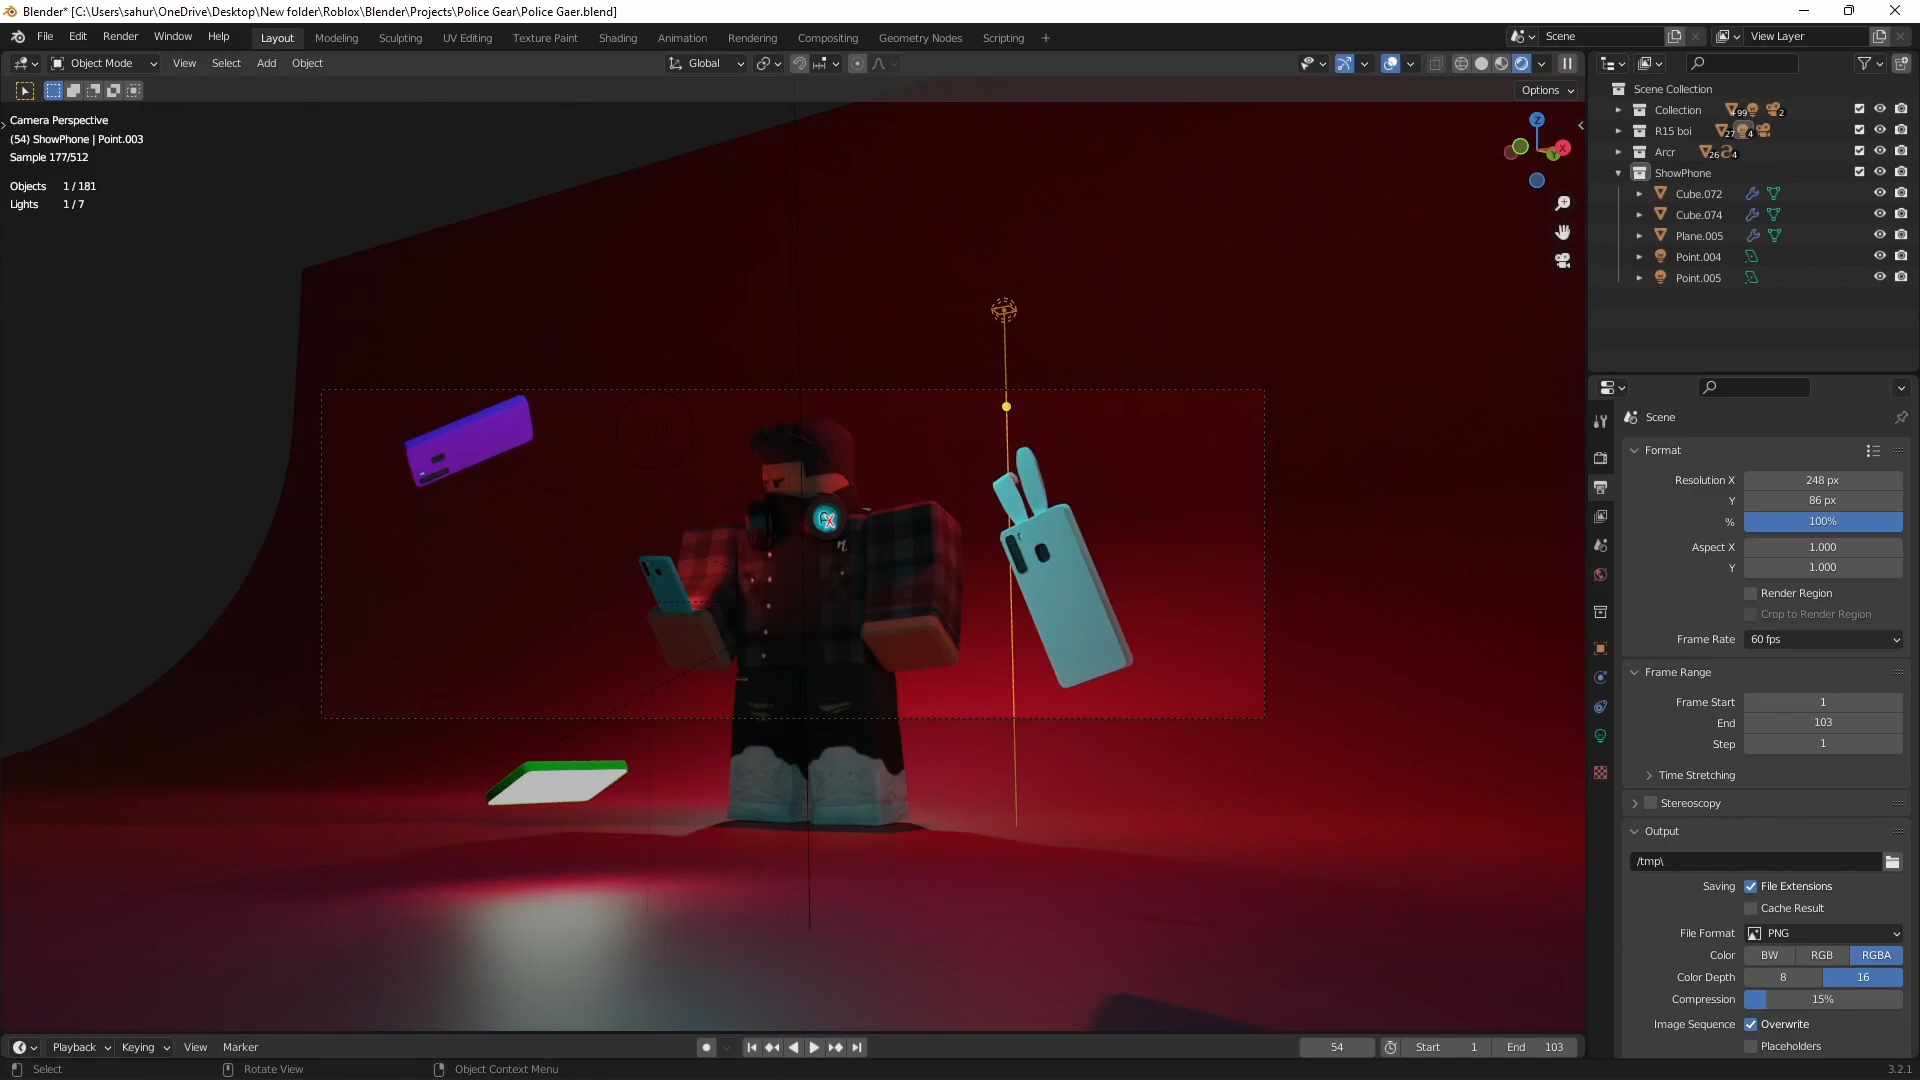 Blender* [C:\Users\sahur\OneDrive\Desktop\New folder\Roblox\Blender\Projects\Police Gear\Police Gaer.blend]
File Edit Render Window Help Layout Modeling Sculpting UV Editing Texture Paint Shading Animation Rendering Compositing Geometry Nodes Scripting + Scene View Layer
Object Mode View Select Add Object Global
Options
Camera Perspective
(54) ShowPhone | Point.003
Sample 177/512
Objects 1 / 181
Lights 1 / 7
Z
X
Y
Scene Collection
Collection +99 2
R15 boi 27 4
Arcr 26 4
ShowPhone
Cube.072
Cube.074
Plane.005
Point.004
Point.005
Scene
Format
Resolution X 248 px
Y 86 px
% 100%
Aspect X 1.000
Y 1.000
Render Region
Crop to Render Region
Frame Rate 60 fps
Frame Range
Frame Start 1
End 103
Step 1
Time Stretching
Stereoscopy
Output
/tmp\
Saving File Extensions
Cache Result
File Format PNG
Color BW RGB RGBA
Color Depth 8 16
Compression 15%
Image Sequence Overwrite
Placeholders
Playback Keying View Marker 54 Start 1 End 103
Select Rotate View Object Context Menu 3.2.1